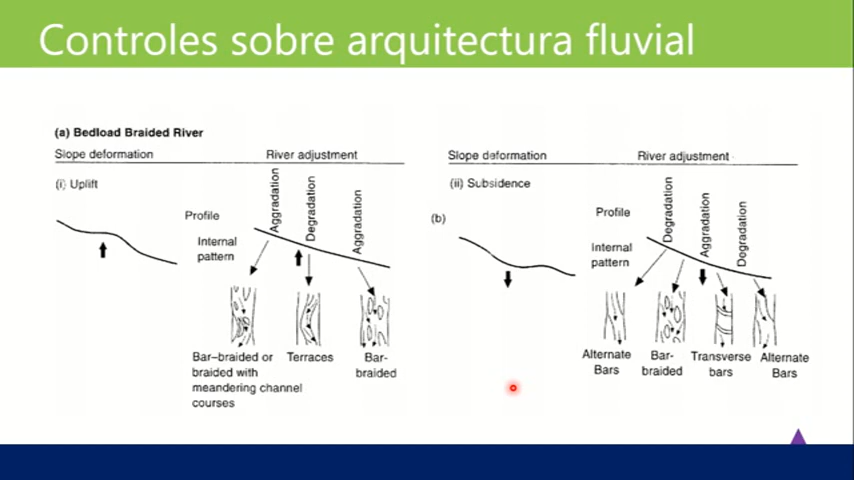 Controles sobre arquitectura fluvial
(a) Bedload Braided River
Slope deformation
River adjustment
(i) Uplift
Profile
Internal
pattern
Aggradation
Degradation
Aggradation
Bar–braided or
braided with
meandering channel
courses
Terraces
Bar-
braided
Slope deformation
River adjustment
(ii) Subsidence
(b)
Profile
Internal
pattern
Degradation
Aggradation
Degradation
Alternate
Bars
Bar-
braided
Transverse
bars
Alternate
Bars